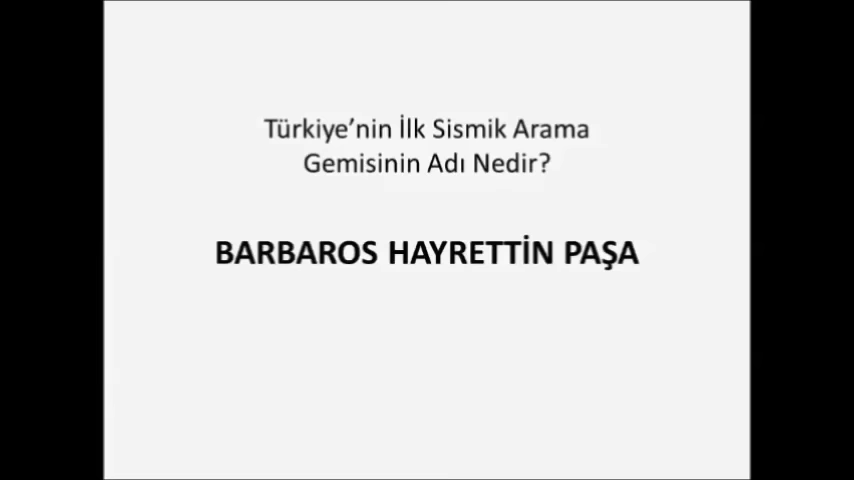 Türkiye’nin İlk Sismik Arama
Gemisinin Adı Nedir?
BARBAROS HAYRETTİN PAŞA